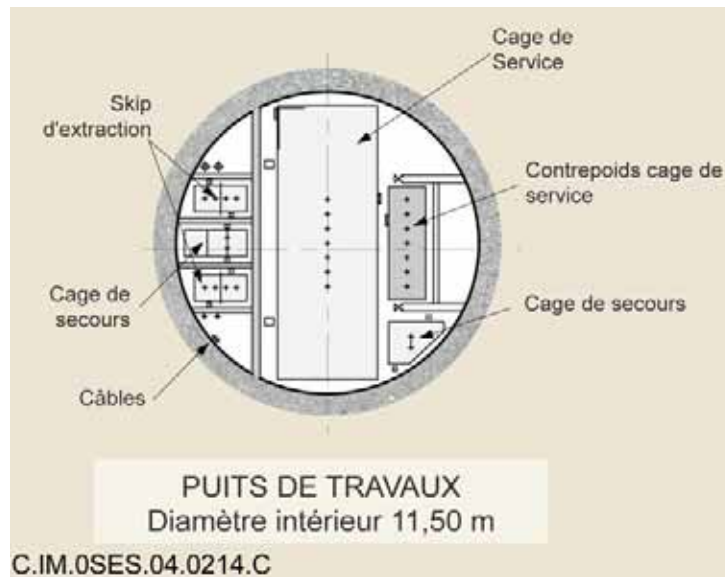 Cage de
Service
Skip
d'extraction
Contrepoids cage de
service
Cage de
secours
Cage de secours
Câbles
PUITS DE TRAVAUX
Diamètre intérieur 11,50 m
C.IM.0SES.04.0214.C